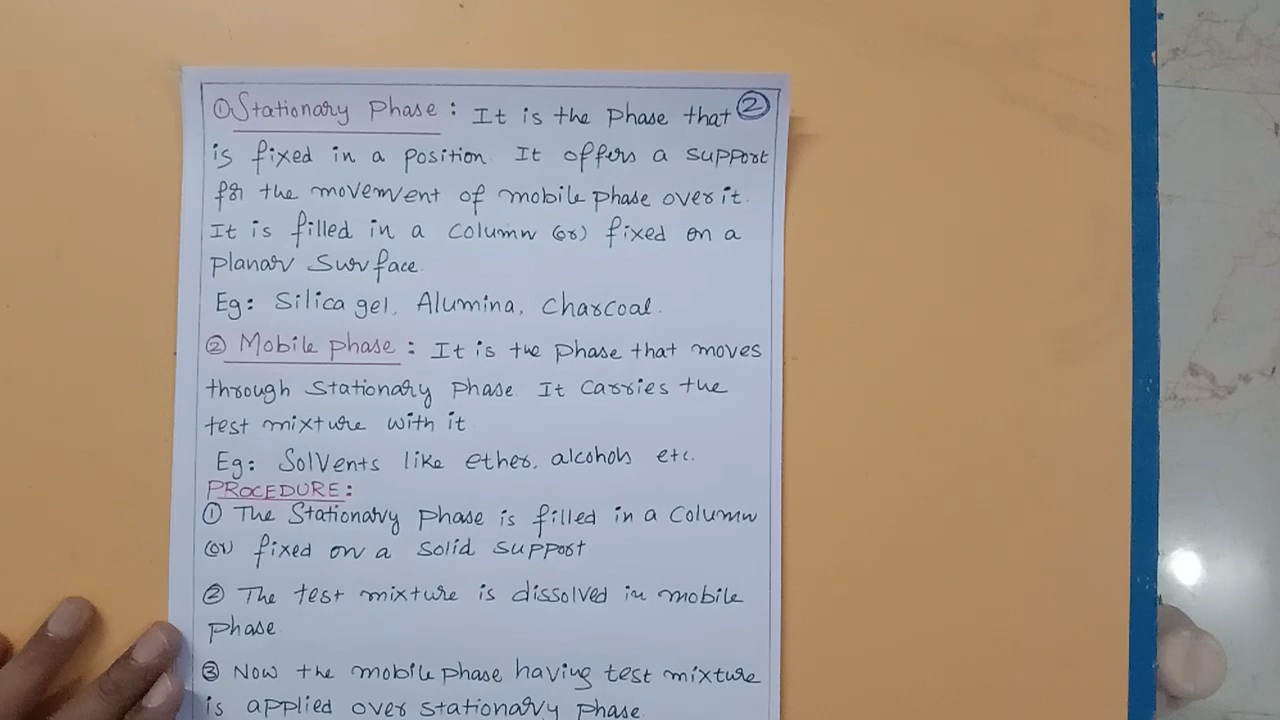 ① Stationary Phase : It is the Phase that ②
is fixed in a position. It offers a support
for the movement of mobile phase over it.
It is filled in a column (or) fixed on a
planar surface.
Eg: Silica gel, Alumina, Charcoal.
② Mobile phase : It is the phase that moves
through stationary phase. It carries the
test mixture with it
Eg: Solvents like ether, alcohols etc.
PROCEDURE:
① The Stationary phase is filled in a column
(or) fixed on a solid support
② The test mixture is dissolved in mobile
phase.
③ Now the mobile phase having test mixture
is applied over stationary phase.